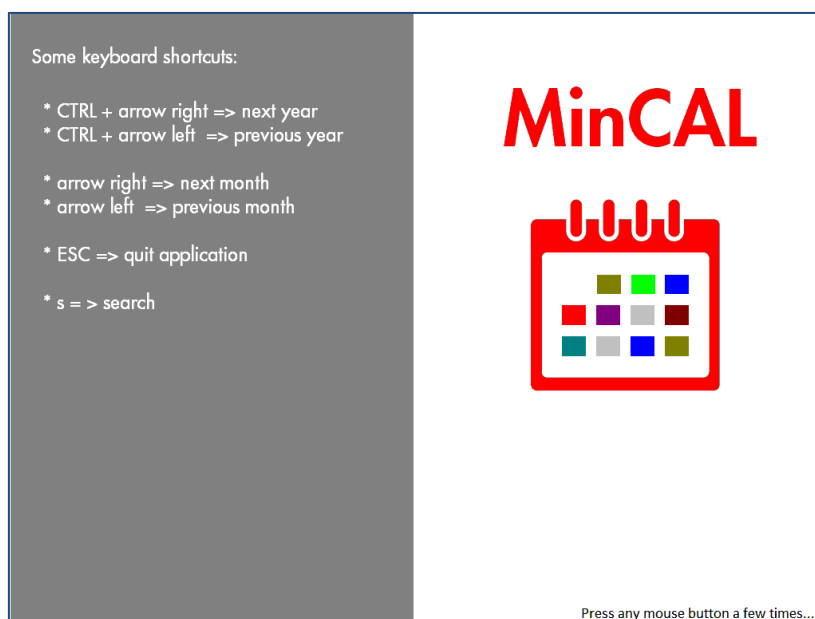 Some keyboard shortcuts:
* CTRL + arrow right => next year
* CTRL + arrow left => previous year
* arrow right => next month
* arrow left => previous month
* ESC => quit application
* s = > search
MinCAL
Press any mouse button a few times...